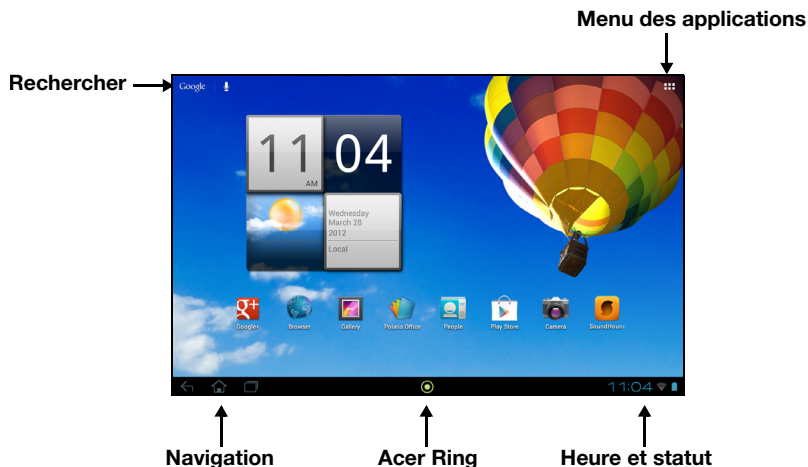 Menu des applications
Rechercher
Google
11 04
AM
Wednesday
March 28
2012
Local
Google+ Browser Gallery Polaris Office People Play Store Camera SoundHound
11:04
Navigation Acer Ring Heure et statut